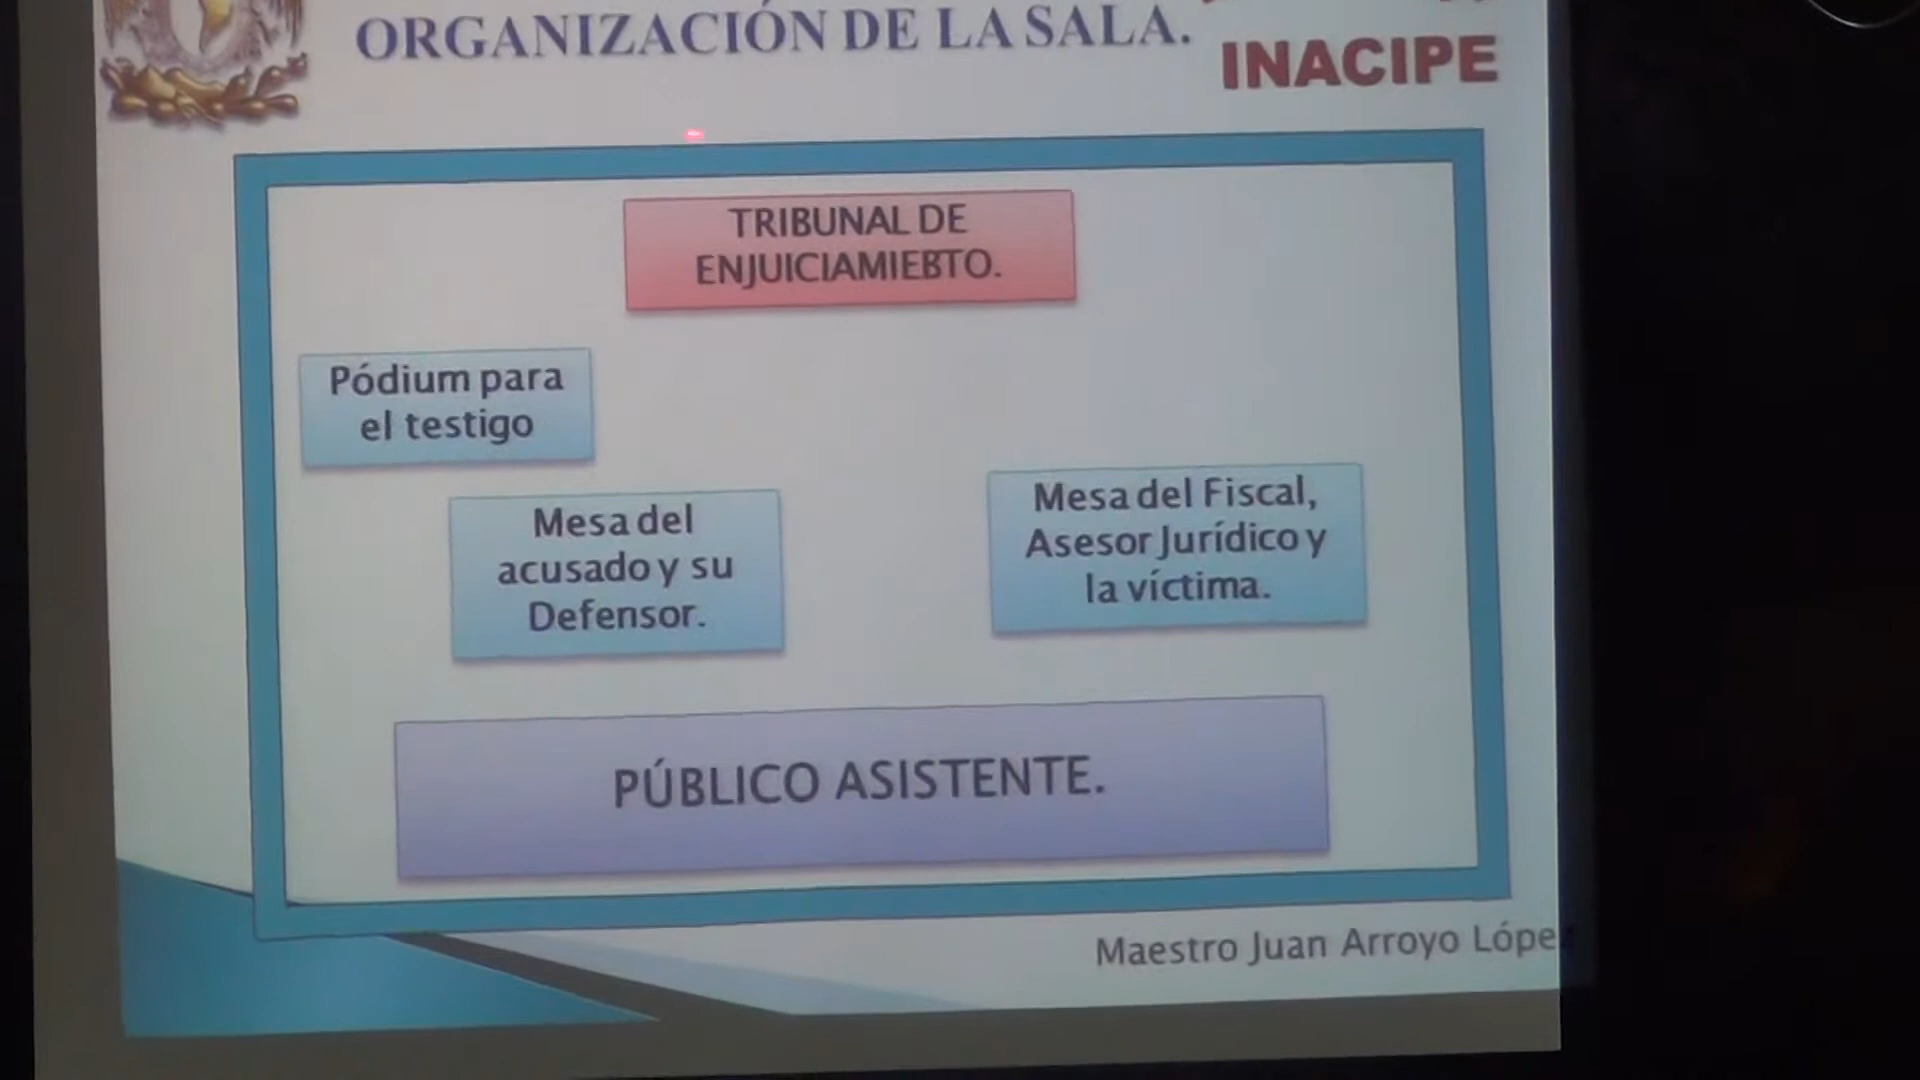 ORGANIZACIÓN DE LA SALA.
INACIPE
TRIBUNAL DE
ENJUICIAMIEBTO.
Pódium para
el testigo
Mesa del
acusado y su
Defensor.
Mesa del Fiscal,
Asesor Jurídico y
la víctima.
PÚBLICO ASISTENTE.
Maestro Juan Arroyo López